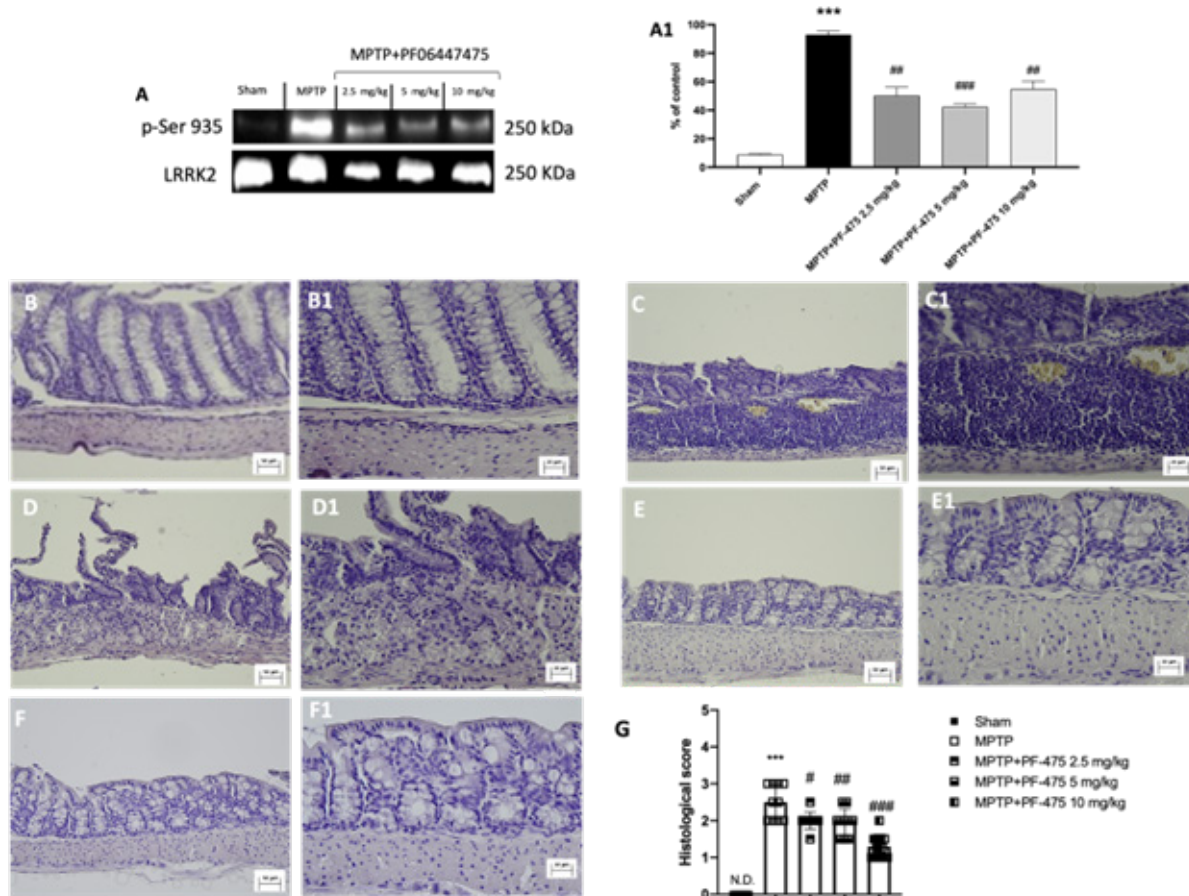 MPTP+PF06447475
A
Sham
MPTP
2.5 mg/kg
5 mg/kg
10 mg/kg
p-Ser 935
250 kDa
LRRK2
250 KDa
A1
% of control
100
80
60
40
20
0
***
##
###
##
Sham
MPTP
MPTP+PF-475 2,5 mg/kg
MPTP+PF-475 5 mg/kg
MPTP+PF-475 10 mg/kg
B
B1
C
C1
D
D1
E
E1
F
F1
G
Histological score
5
4
3
2
1
0
N.D.
***
#
##
###
Sham
MPTP
MPTP+PF-475 2.5 mg/kg
MPTP+PF-475 5 mg/kg
MPTP+PF-475 10 mg/kg